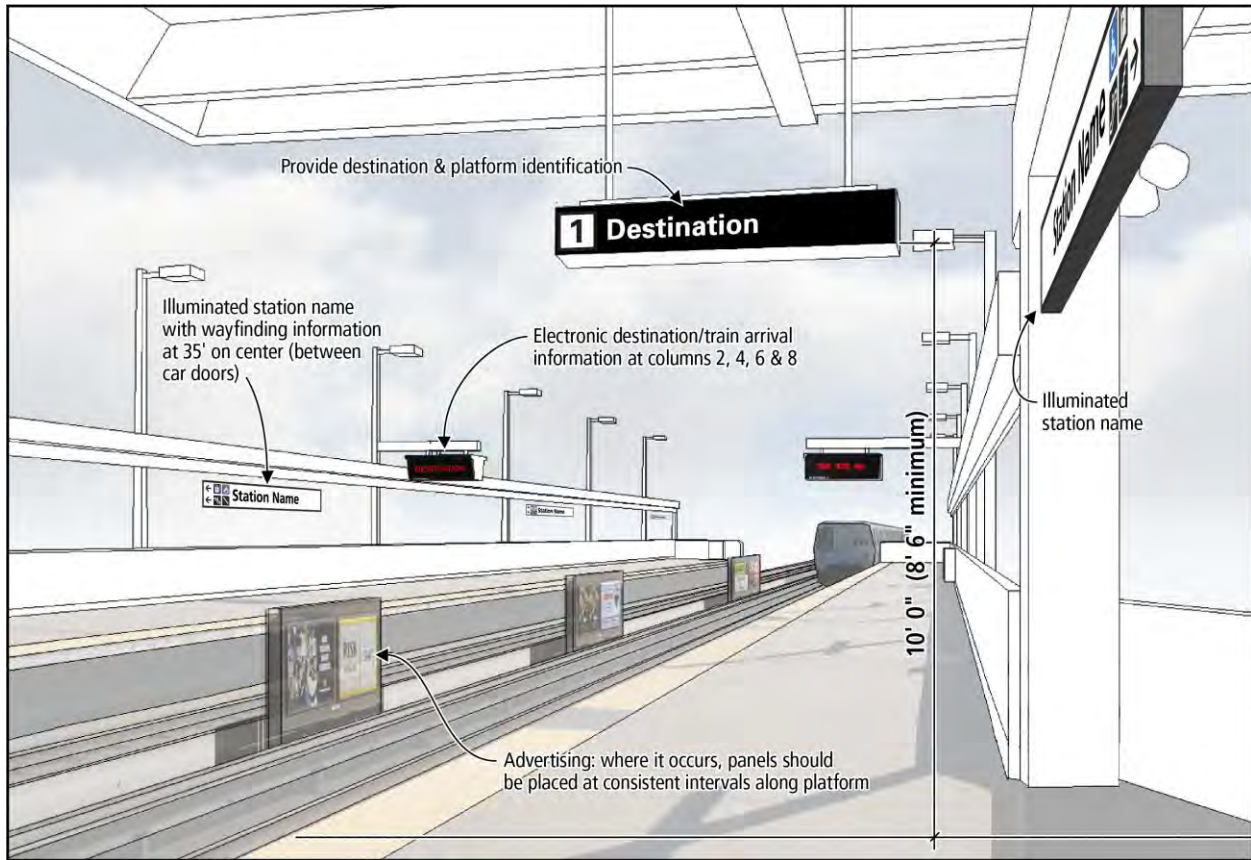 Provide destination & platform identification
1 Destination
Station Name
Illuminated station name
with wayfinding information
at 35' on center (between
car doors)
Electronic destination/train arrival
information at columns 2, 4, 6 & 8
Illuminated
station name
DESTINATION
Station Name
Station Name
10' 0" (8' 6" minimum)
Advertising: where it occurs, panels should
be placed at consistent intervals along platform